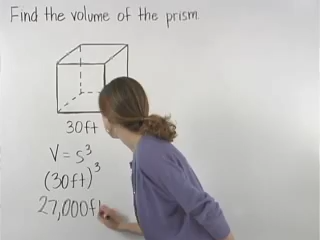 Find the volume of the prism.
30ft
V = s³
(30ft)³
27,000ft